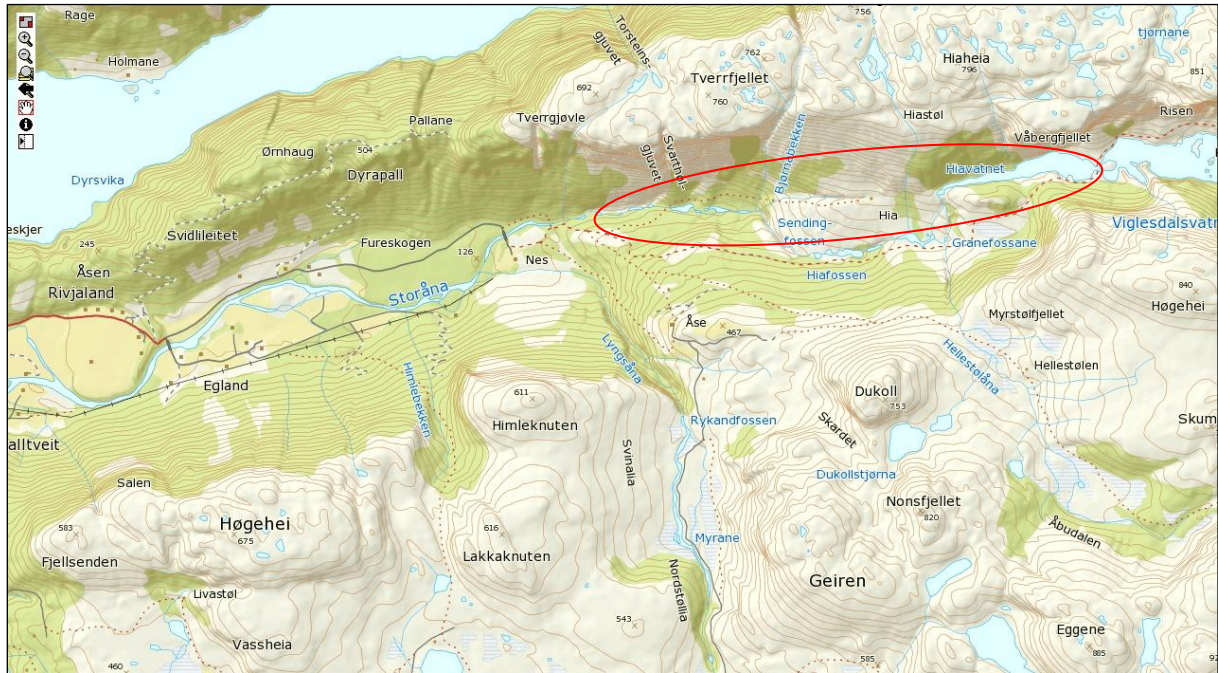 Rage
Holmane
Torsteins-
gjuvet
756
762
Tverrfjellet
692
760
Hiaheia
796
tjørnane
851
Tverrgjøvle
Pallane
Hiastøl
Risen
Våbergfjellet
Ørnhaug
504
Dyrapall
Svarthol-
gjuvet
Bjørnabekken
Hiavatnet
Dyrsvika
eskjer
245
Svidlileitet
Fureskogen
126
Nes
Sending-
fossen
Hia
Granefossane
Viglesdalsvatn
Åsen
Rivjaland
Storåna
Hiafossen
840
Høgehei
Åse
467
Myrstølfjellet
Egland
Himlebekken
Lyngsåna
Hellestølåna
Hellestølen
611
Himleknuten
Dukoll
753
Rykandfossen
Skardet
Skum
alltveit
Svinalia
Dukollstjørna
Salen
Høgehei
675
583
Fjellsenden
616
Lakkaknuten
Nonsfjellet
820
Åbudalen
Myrane
Geiren
Livastøl
Nordstøllia
Vassheia
543
Eggene
885
460
585
92